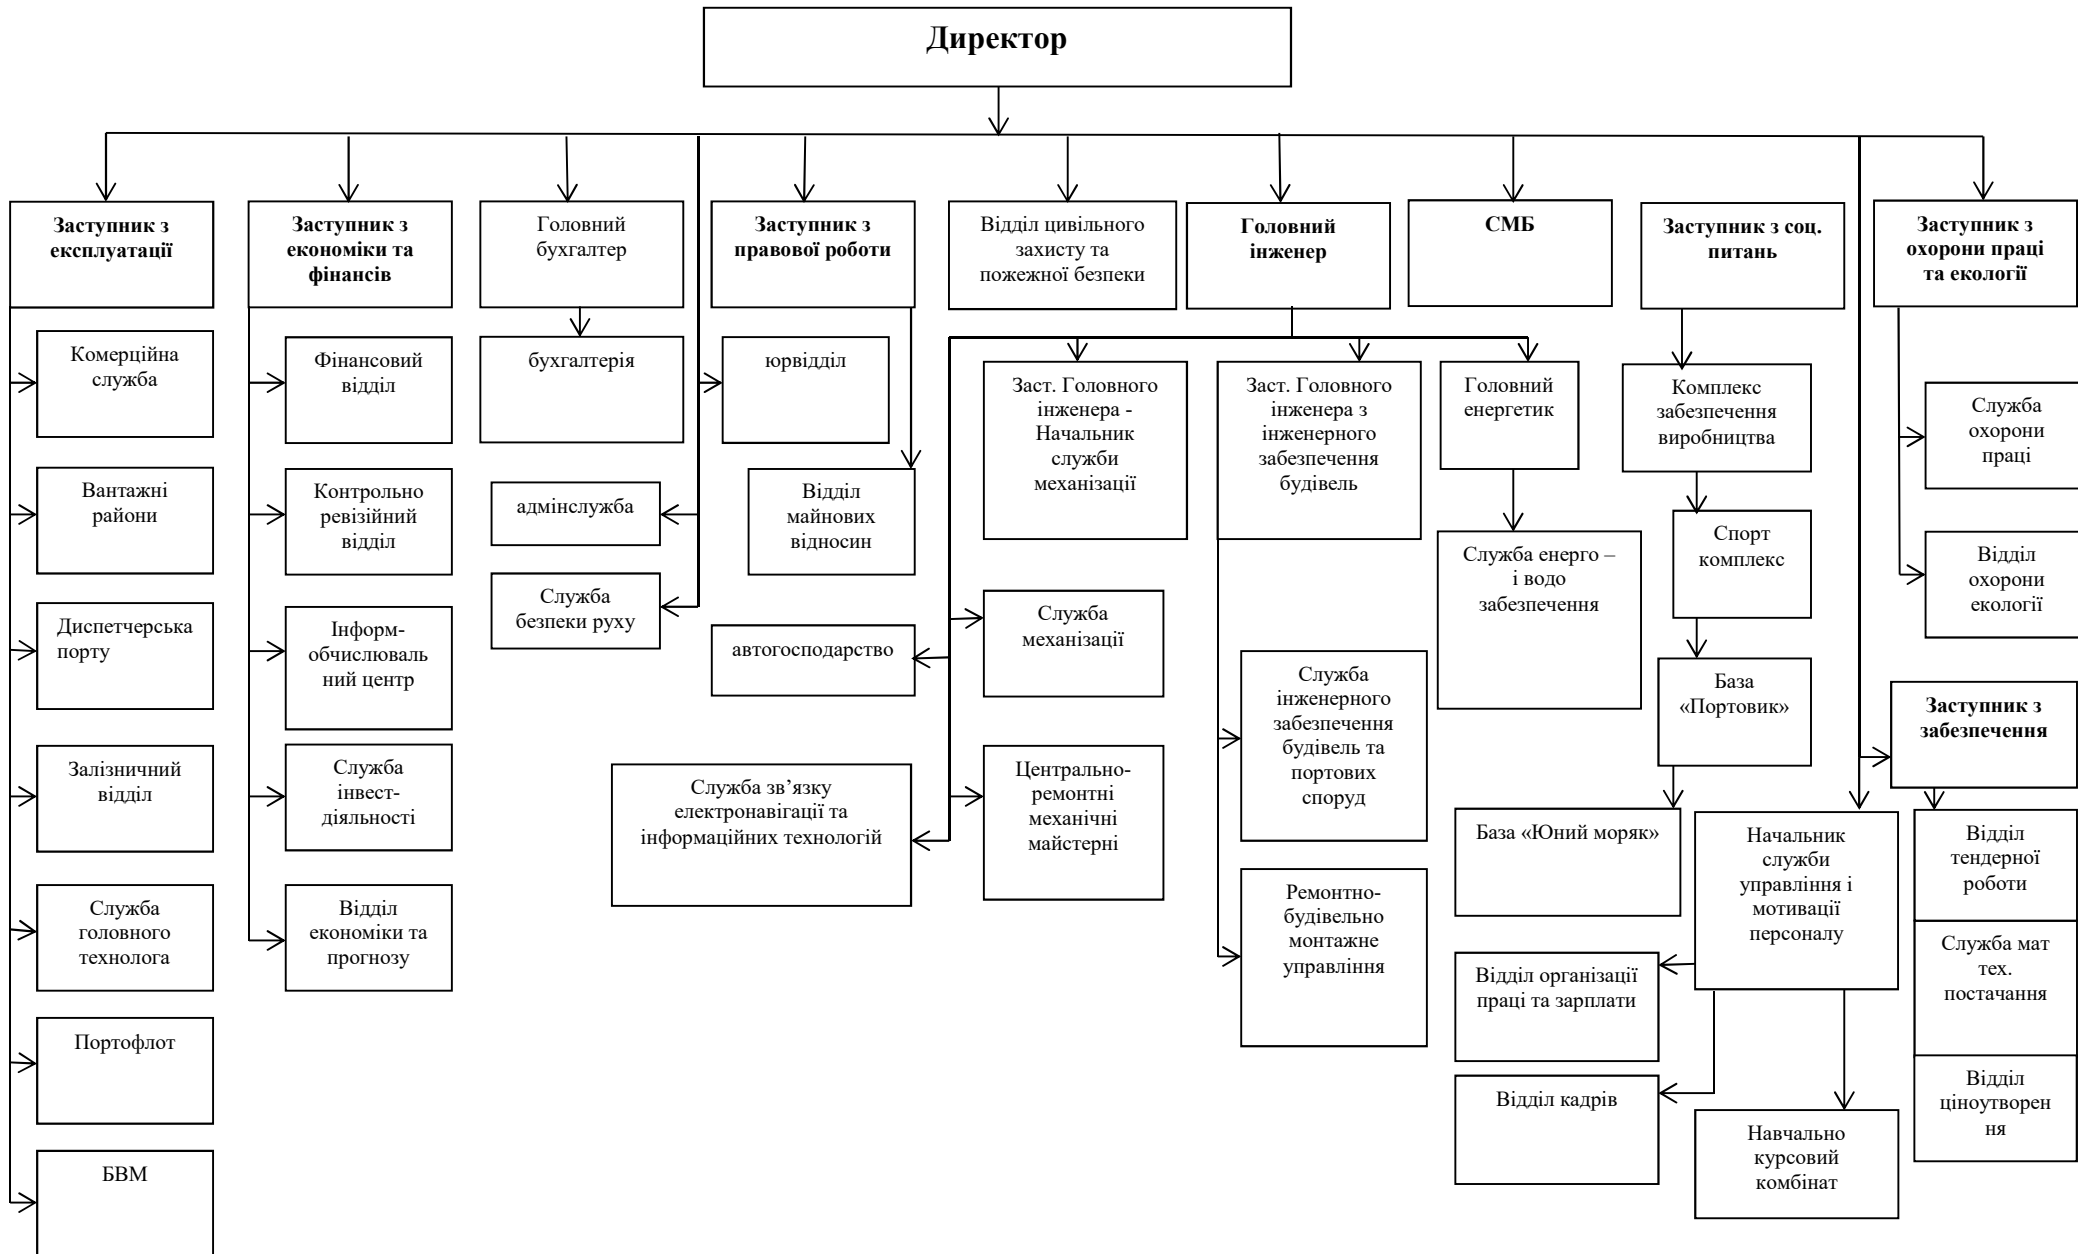 Директор
Заступник з
експлуатації
Заступник з
економіки та
фінансів
Головний
бухгалтер
Заступник з
правової роботи
Відділ цивільного
захисту та
пожежної безпеки
Головний
інженер
СМБ
Заступник з соц.
питань
Заступник з
охорони праці
та екології
Комерційна
служба
Фінансовий
відділ
бухгалтерія
юрвідділ
Заст. Головного
інженера -
Начальник
служби
механізації
Заст. Головного
інженера з
інженерного
забезпечення
будівель
Головний
енергетик
Комплекс
забезпечення
виробництва
Служба
охорони
праці
Вантажні
райони
Контрольно
ревізійний
відділ
адмінслужба
Відділ
майнових
відносин
Служба енерго –
і водо
забезпечення
Спорт
комплекс
Відділ
охорони
екології
Служба
безпеки руху
Диспетчерська
порту
Інформ-
обчислюваль
ний центр
автогосподарство
Служба
механізації
Служба
інженерного
забезпечення
будівель та
портових
споруд
База
«Портовик»
Заступник з
забезпечення
Залізничний
відділ
Служба
інвест-
діяльності
Служба зв’язку
електронавігації та
інформаційних технологій
Центрально-
ремонтні
механічні
майстерні
База «Юний моряк»
Начальник
служби
управління і
мотивації
персоналу
Відділ
тендерної
роботи
Служба
головного
технолога
Відділ
економіки та
прогнозу
Ремонтно-
будівельно
монтажне
управління
Відділ організації
праці та зарплати
Служба мат
тех.
постачання
Портофлот
Відділ кадрів
Навчально
курсовий
комбінат
Відділ
ціноутворен
ня
БВМ